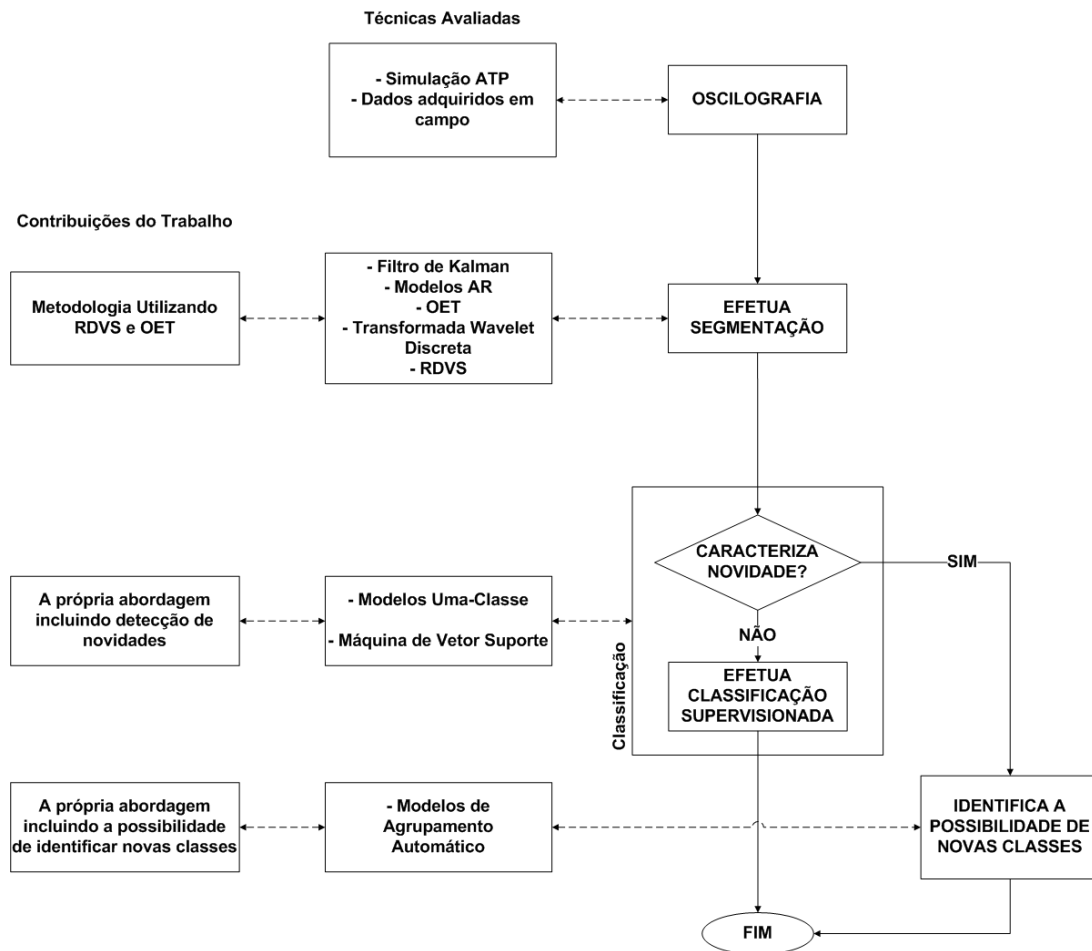 Técnicas Avaliadas
- Simulação ATP
- Dados adquiridos em
campo
OSCILOGRAFIA
Contribuições do Trabalho
Metodologia Utilizando
RDVS e OET
- Filtro de Kalman
- Modelos AR
- OET
- Transformada Wavelet
Discreta
- RDVS
EFETUA
SEGMENTAÇÃO
A própria abordagem
incluindo detecção de
novidades
- Modelos Uma-Classe
- Máquina de Vetor Suporte
Classificação
CARACTERIZA
NOVIDADE?
SIM
NÃO
EFETUA
CLASSIFICAÇÃO
SUPERVISIONADA
A própria abordagem
incluindo a possibilidade
de identificar novas classes
- Modelos de
Agrupamento
Automático
IDENTIFICA A
POSSIBILIDADE DE
NOVAS CLASSES
FIM